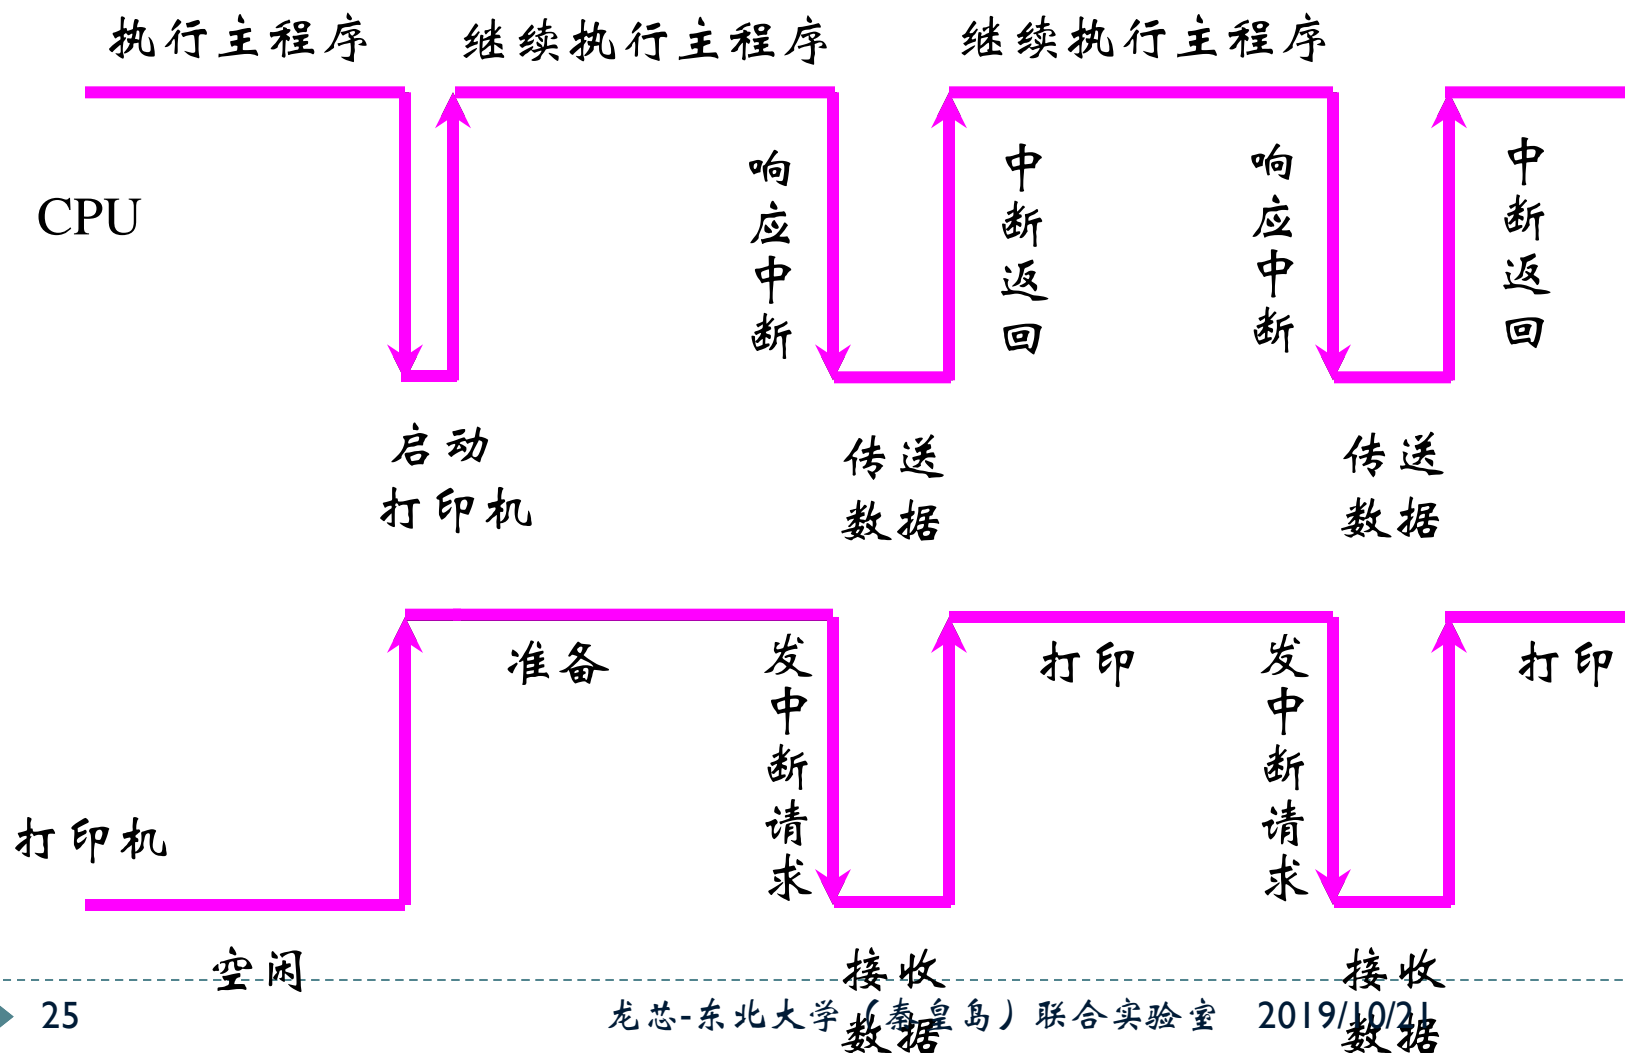 执行主程序
继续执行主程序
继续执行主程序
CPU
响应中断
中断返回
响应中断
中断返回
启动
打印机
传送
数据
传送
数据
准备
发中断请求
打印
发中断请求
打印
打印机
空闲
接收
数据
接收
数据
25
龙芯-东北大学（秦皇岛）联合实验室
2019/10/21